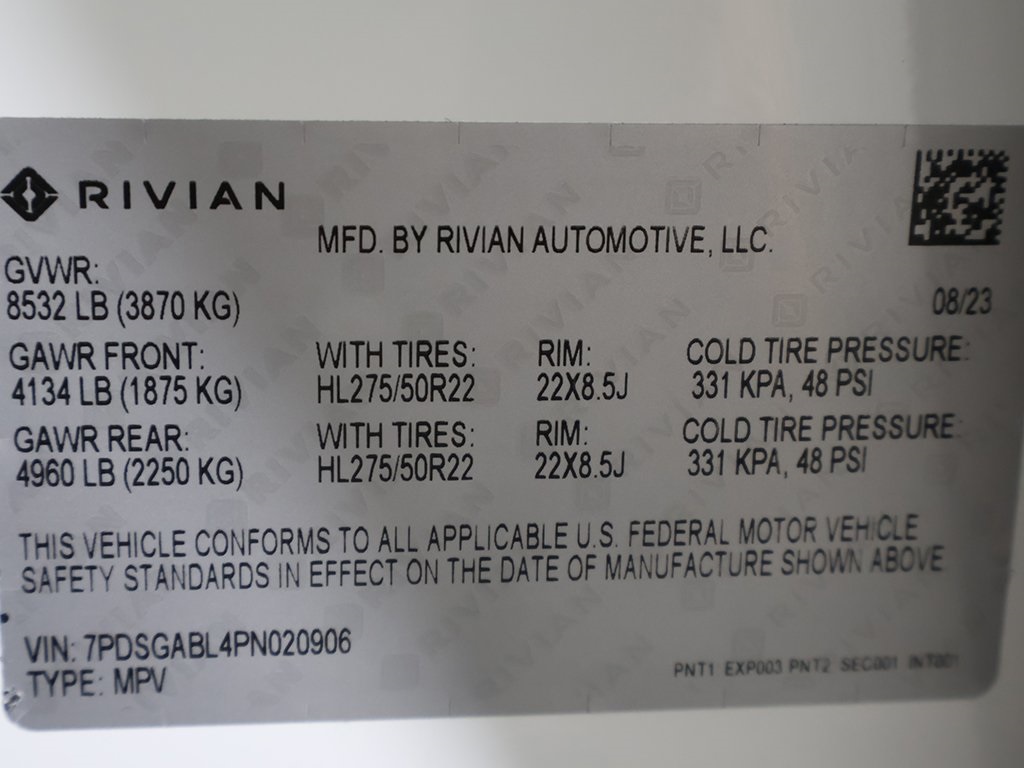 RIVIAN
MFD. BY RIVIAN AUTOMOTIVE, LLC.
GVWR:
8532 LB (3870 KG) 08/23
GAWR FRONT: WITH TIRES: RIM: COLD TIRE PRESSURE:
4134 LB (1875 KG) HL275/50R22 22X8.5J 331 KPA, 48 PSI
GAWR REAR: WITH TIRES: RIM: COLD TIRE PRESSURE:
4960 LB (2250 KG) HL275/50R22 22X8.5J 331 KPA, 48 PSI
THIS VEHICLE CONFORMS TO ALL APPLICABLE U.S. FEDERAL MOTOR VEHICLE
SAFETY STANDARDS IN EFFECT ON THE DATE OF MANUFACTURE SHOWN ABOVE
VIN: 7PDSGABL4PN020906
TYPE: MPV
PNT1 EXP003 PNT2 SEC001 INT001